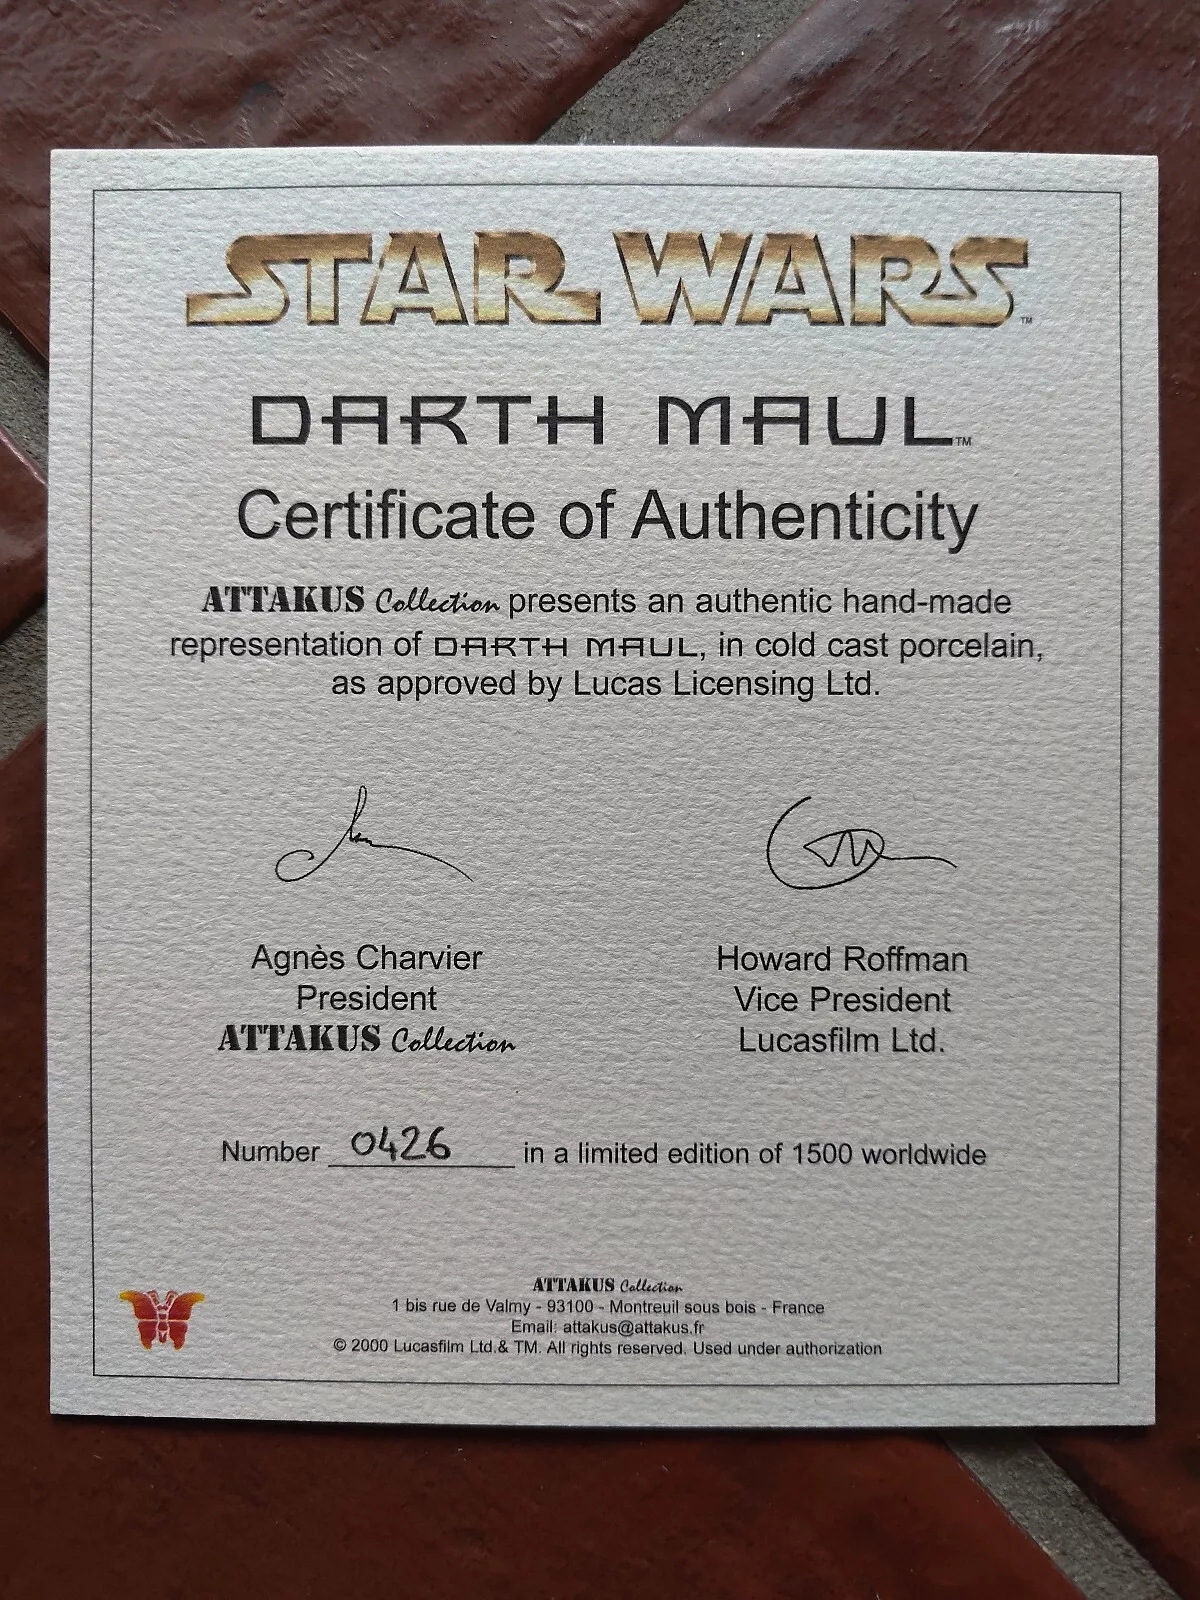 STAR WARS™
DARTH MAUL™
Certificate of Authenticity
ATTAKUS Collection presents an authentic hand-made
representation of DARTH MAUL, in cold cast porcelain,
as approved by Lucas Licensing Ltd.
Agnès Charvier
President
ATTAKUS Collection
Howard Roffman
Vice President
Lucasfilm Ltd.
Number 0426 in a limited edition of 1500 worldwide
ATTAKUS Collection
1 bis rue de Valmy - 93100 - Montreuil sous bois - France
Email: attakus@attakus.fr
© 2000 Lucasfilm Ltd.& TM. All rights reserved. Used under authorization